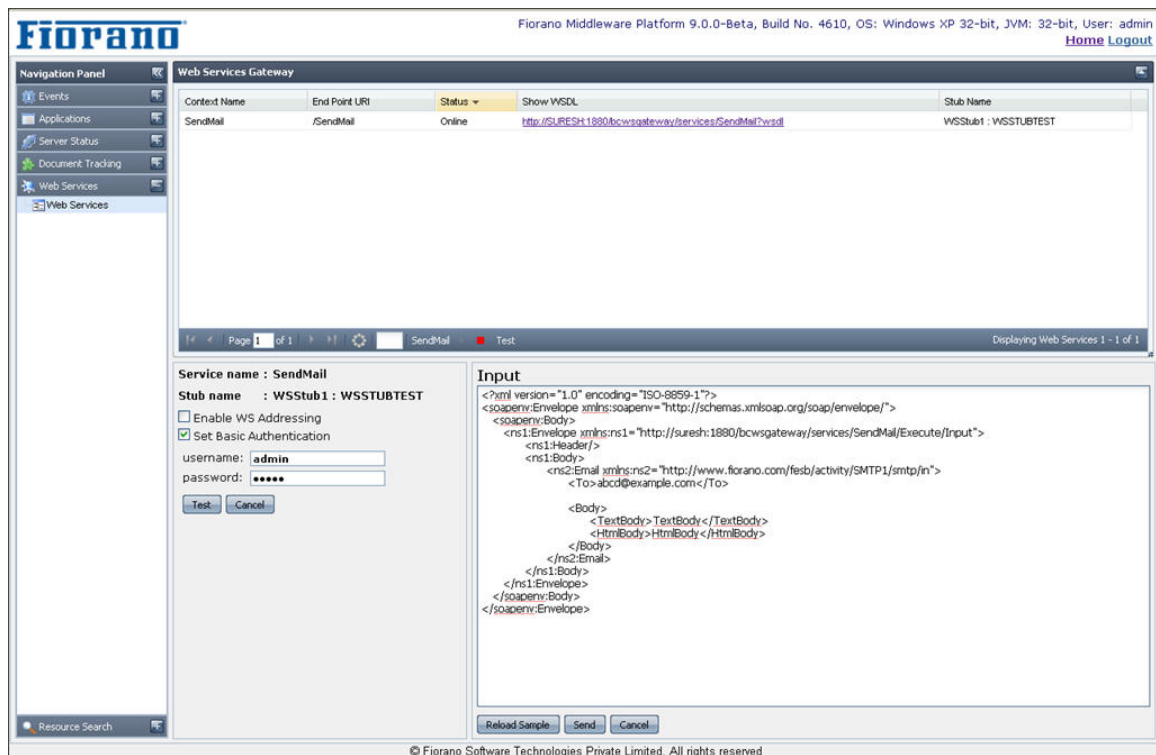 Fiorano
Fiorano Middleware Platform 9.0.0-Beta, Build No. 4610, OS: Windows XP 32-bit, JVM: 32-bit, User: admin
Home Logout
Navigation Panel
Events
Applications
Server Status
Document Tracking
Web Services
Web Services
Resource Search
Web Services Gateway
Context Name End Point URI Status Show WSDL Stub Name
SendMail /SendMail Online http://SURESH:1880/bcwsgateway/services/SendMail?wsdl WSStub1 : WSSTUBTEST
Page 1 of 1 SendMail Test Displaying Web Services 1 - 1 of 1
Service name : SendMail
Stub name : WSStub1 : WSSTUBTEST
Enable WS Addressing
Set Basic Authentication
username: admin
password: •••••
Test Cancel
Input
<?xml version="1.0" encoding="ISO-8859-1"?>
<soapenv:Envelope xmlns:soapenv="http://schemas.xmlsoap.org/soap/envelope/">
<soapenv:Body>
<ns1:Envelope xmlns:ns1="http://suresh:1880/bcwsgateway/services/SendMail/Execute/Input">
<ns1:Header/>
<ns1:Body>
<ns2:Email xmlns:ns2="http://www.fiorano.com/fesb/activity/SMTP1/smtp/in">
<To>abcd@example.com</To>
<Body>
<TextBody>TextBody</TextBody>
<HtmlBody>HtmlBody</HtmlBody>
</Body>
</ns2:Email>
</ns1:Body>
</ns1:Envelope>
</soapenv:Body>
</soapenv:Envelope>
Reload Sample Send Cancel
© Fiorano Software Technologies Private Limited. All rights reserved